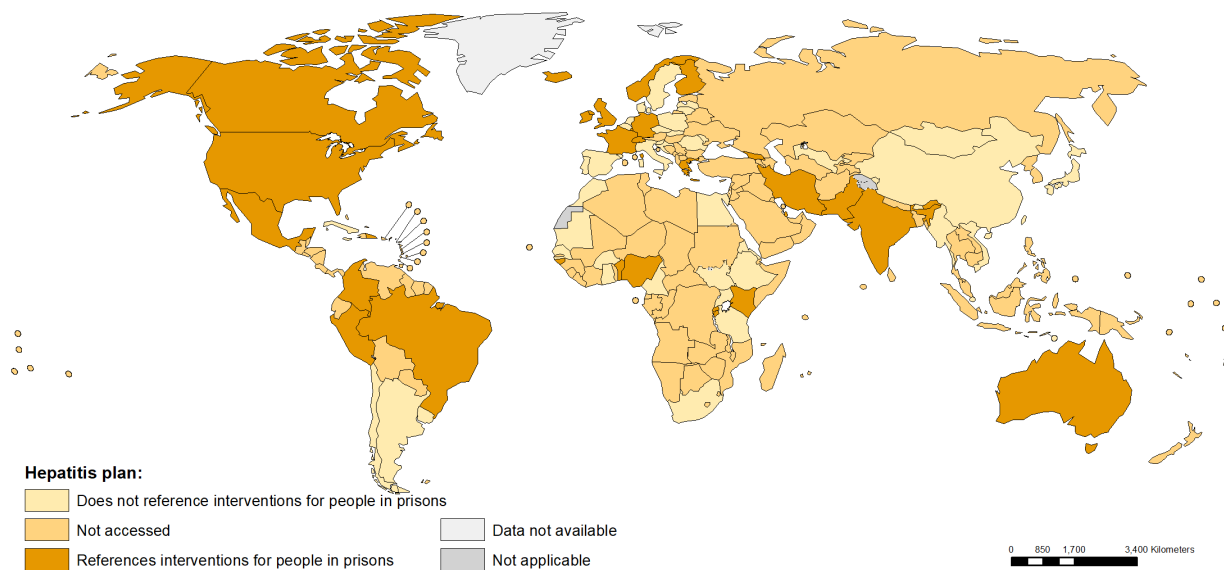 Hepatitis plan:
Does not reference interventions for people in prisons
Not accessed
Data not available
References interventions for people in prisons
Not applicable
0 850 1,700 3,400 Kilometers